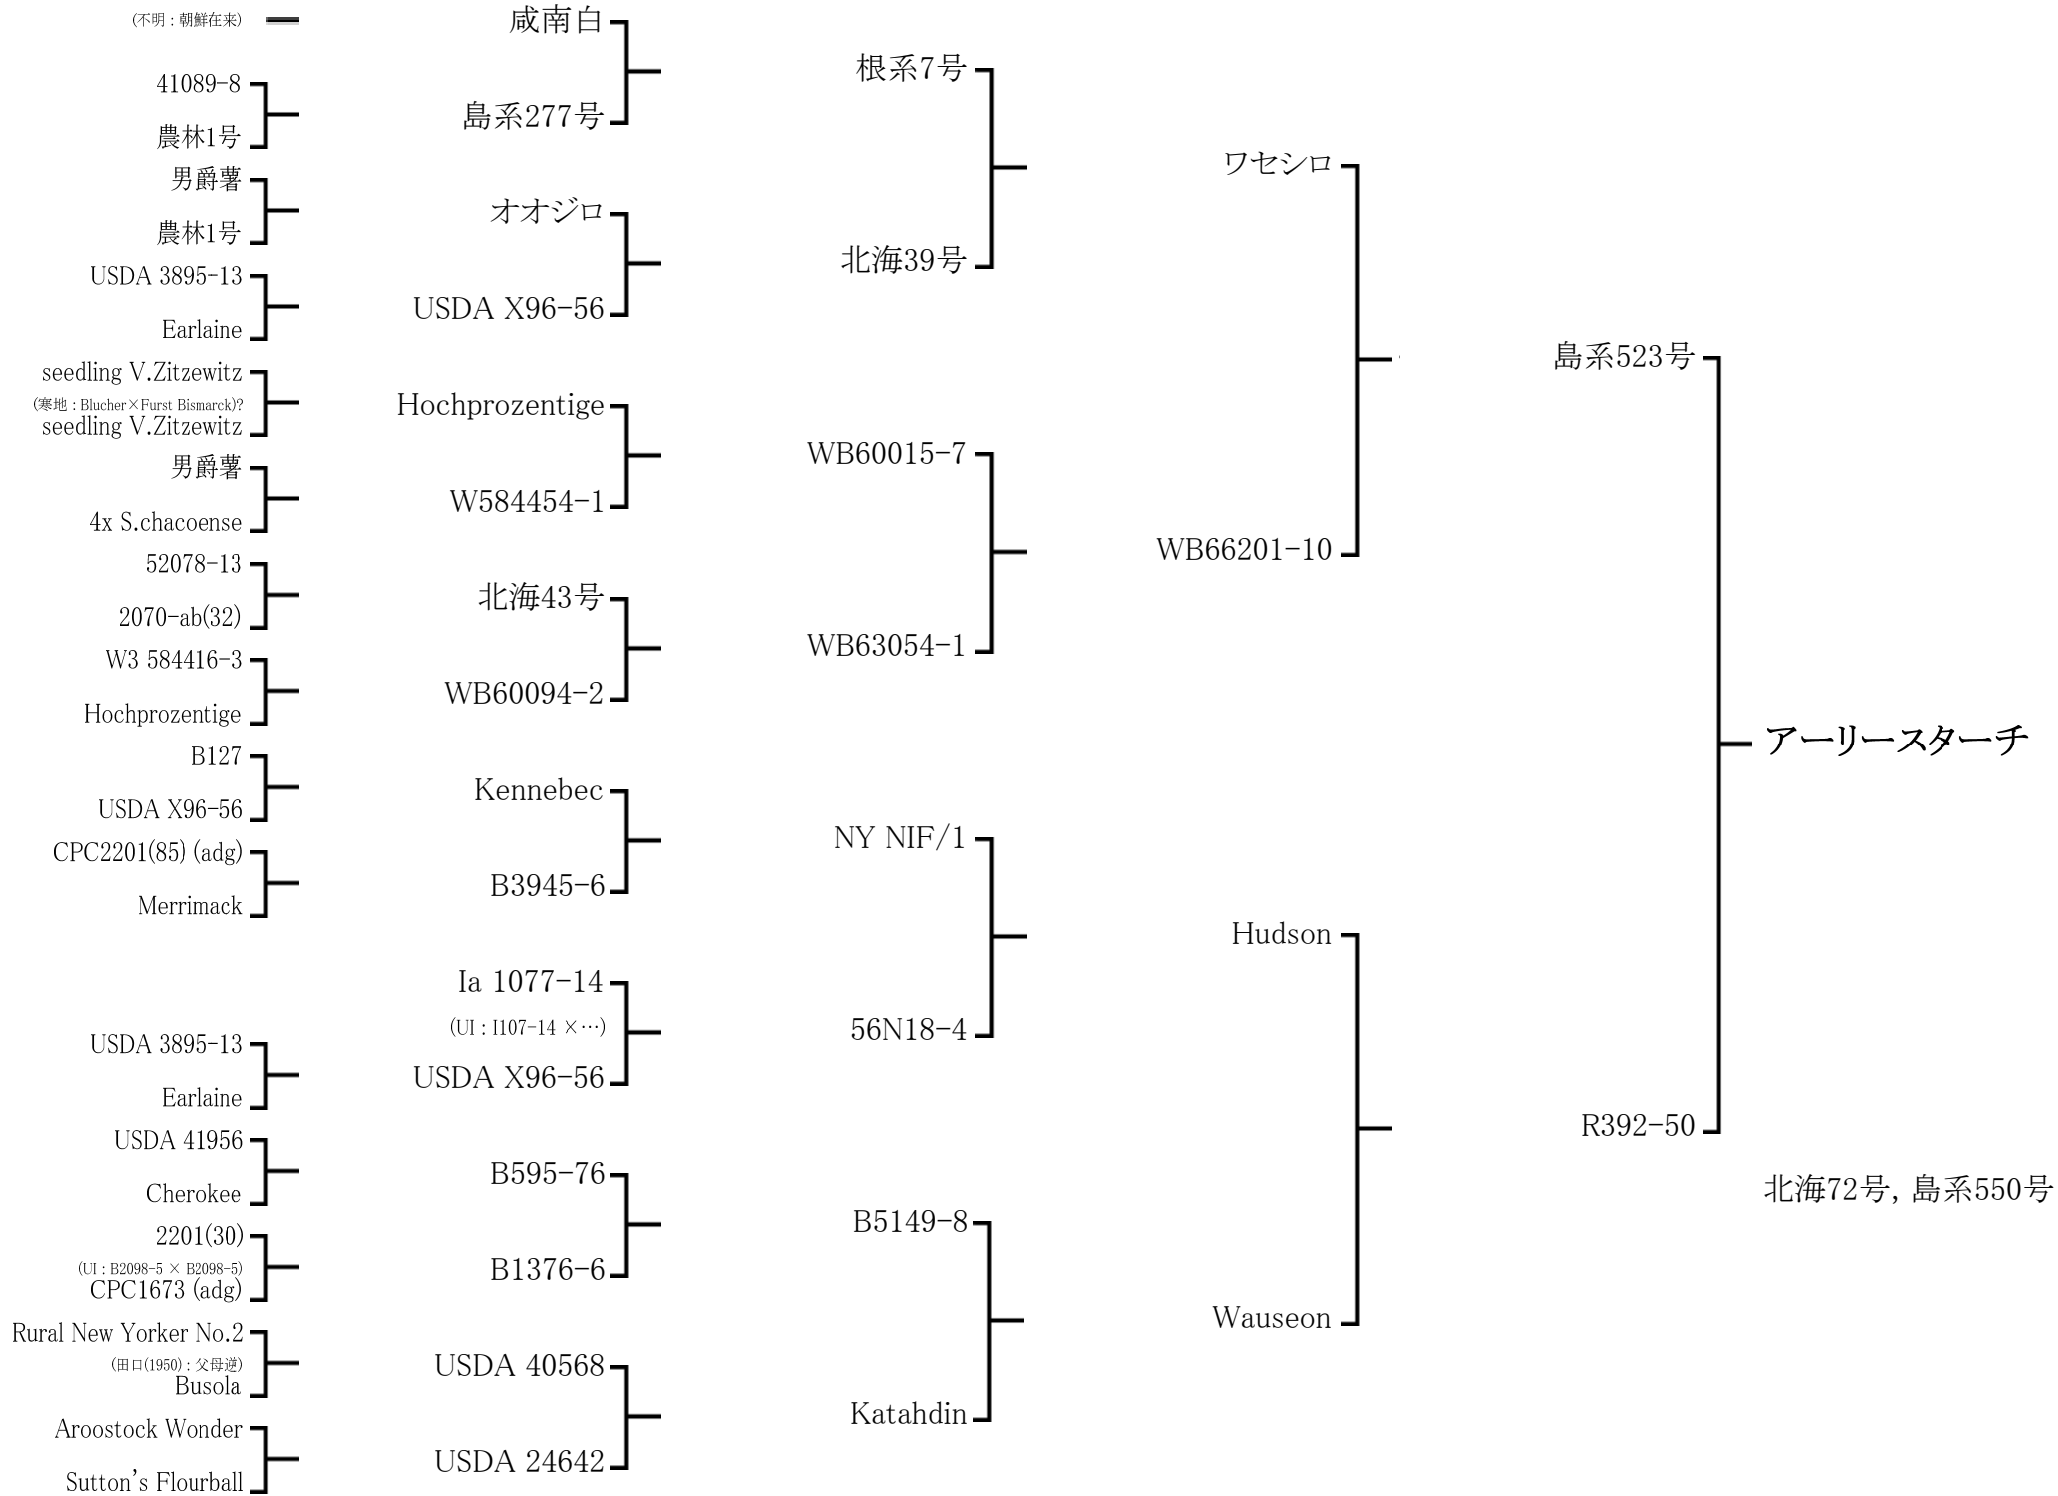 (不明 : 朝鮮在来)
41089-8
農林1号
男爵薯
農林1号
USDA 3895-13
Earlaine
seedling V.Zitzewitz
(寒地 : Blucher×Furst Bismarck)?
seedling V.Zitzewitz
男爵薯
4x S.chacoense
52078-13
2070-ab(32)
W3 584416-3
Hochprozentige
B127
USDA X96-56
CPC2201(85) (adg)
Merrimack
USDA 3895-13
Earlaine
USDA 41956
Cherokee
2201(30)
(UI : B2098-5 × B2098-5)
CPC1673 (adg)
Rural New Yorker No.2
(田口(1950) : 父母逆)
Busola
Aroostock Wonder
Sutton's Flourball
咸南白
島系277号
オオジロ
USDA X96-56
Hochprozentige
W584454-1
北海43号
WB60094-2
Kennebec
B3945-6
Ia 1077-14
(UI : I107-14 ×…)
USDA X96-56
B595-76
B1376-6
USDA 40568
USDA 24642
根系7号
北海39号
WB60015-7
WB63054-1
NY NIF/1
56N18-4
B5149-8
Katahdin
ワセシロ
WB66201-10
Hudson
Wauseon
島系523号
R392-50
アーリースターチ
北海72号, 島系550号